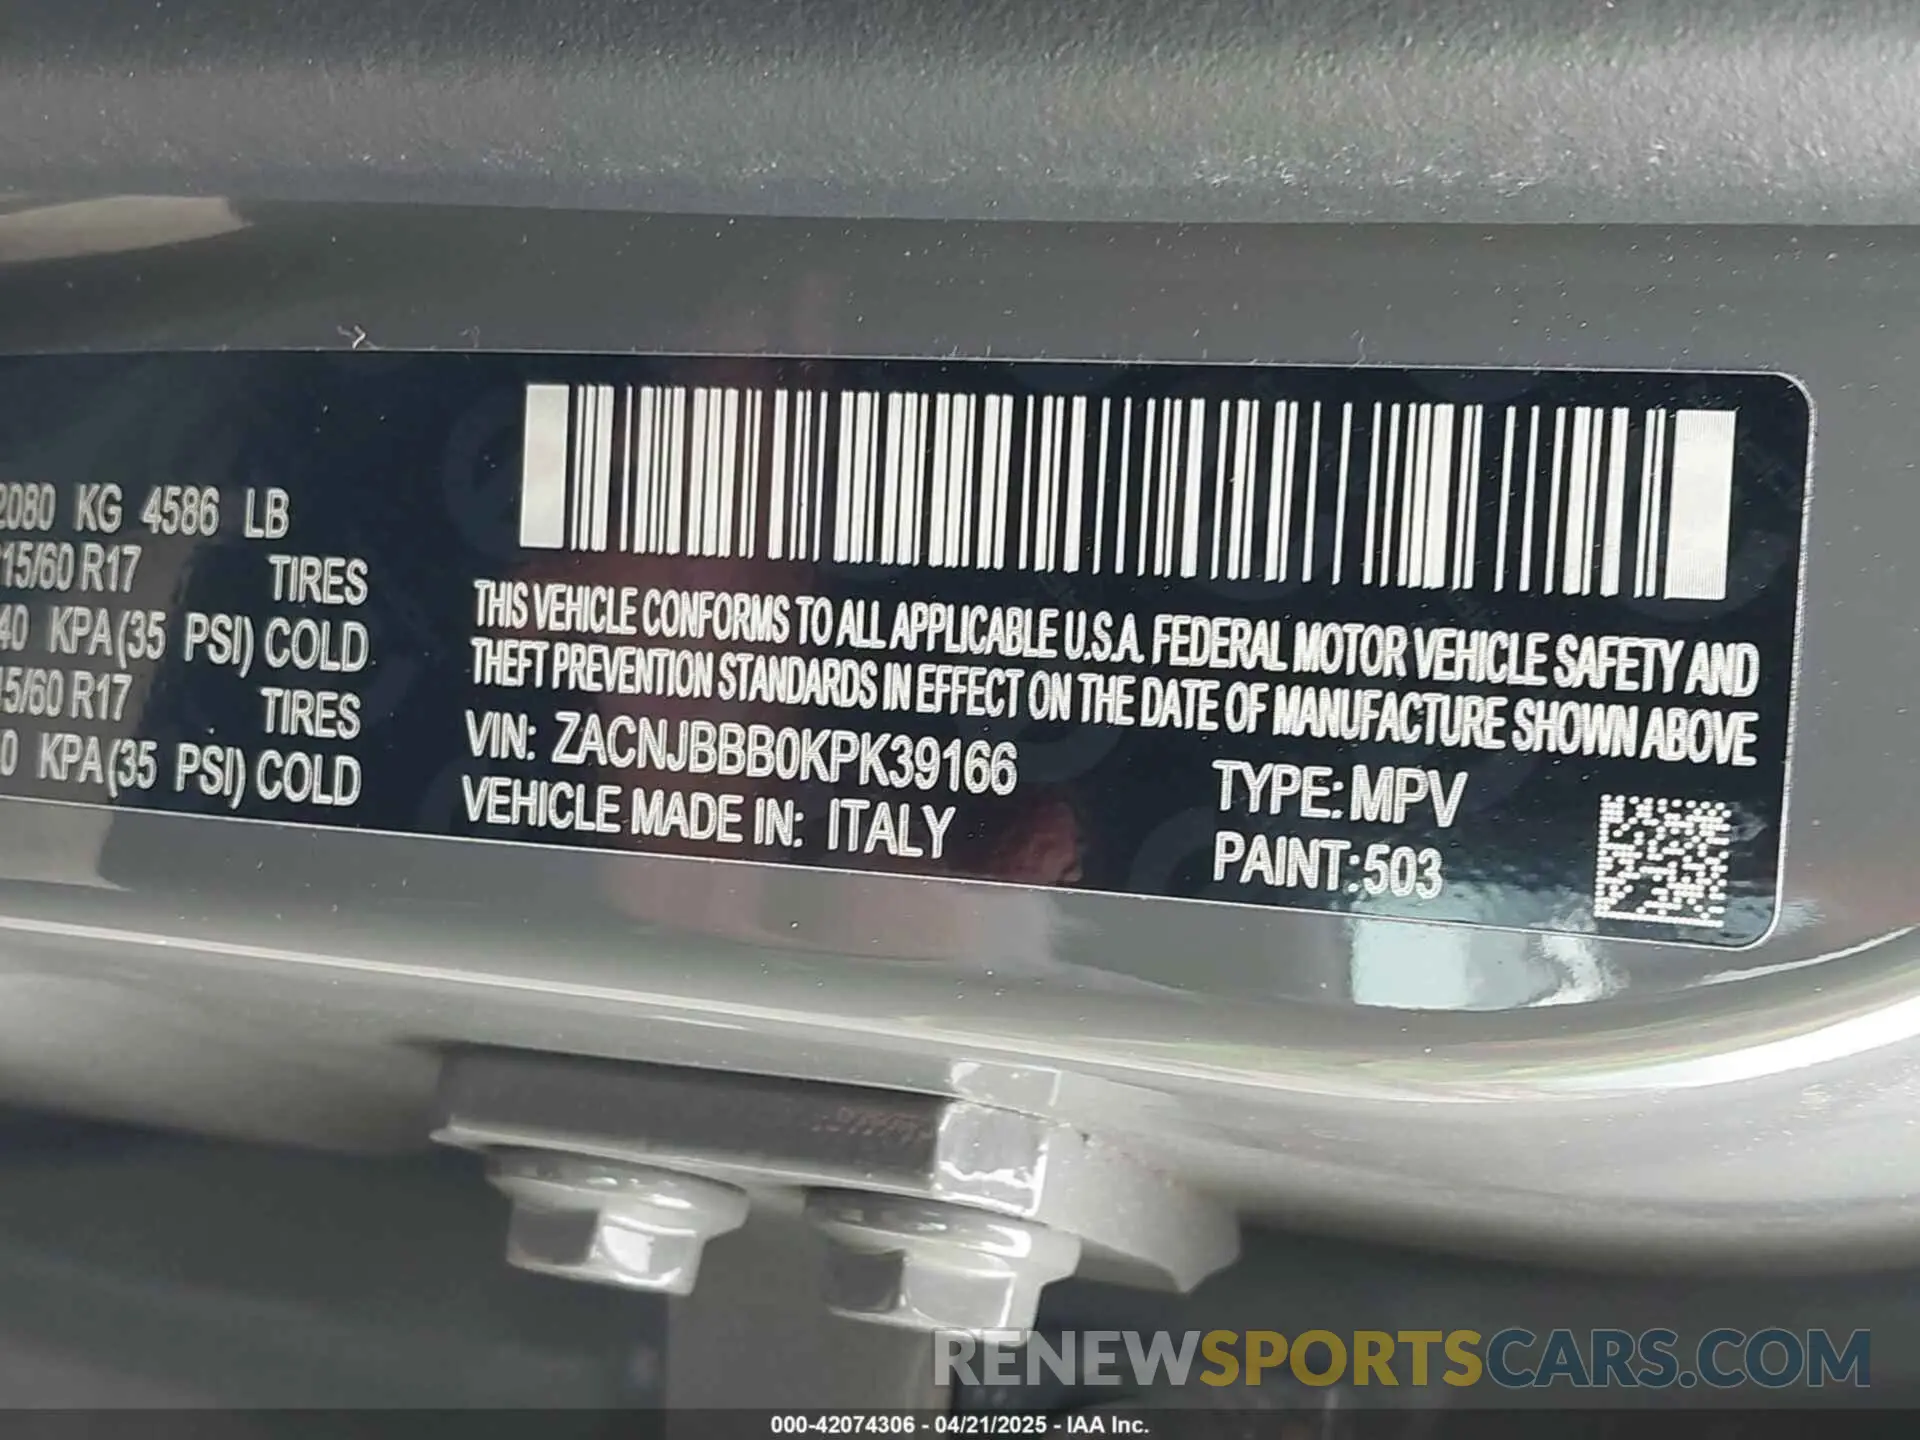 2080 KG 4586 LB
15/60 R17 TIRES
40 KPA(35 PSI) COLD
15/60 R17 TIRES
0 KPA(35 PSI) COLD
THIS VEHICLE CONFORMS TO ALL APPLICABLE U.S.A. FEDERAL MOTOR VEHICLE SAFETY AND
THEFT PREVENTION STANDARDS IN EFFECT ON THE DATE OF MANUFACTURE SHOWN ABOVE
VIN: ZACNJBBB0KPK39166
VEHICLE MADE IN: ITALY
TYPE: MPV
PAINT: 503
RENEWSPORTSCARS.COM
000-42074306 - 04/21/2025 - IAA Inc.